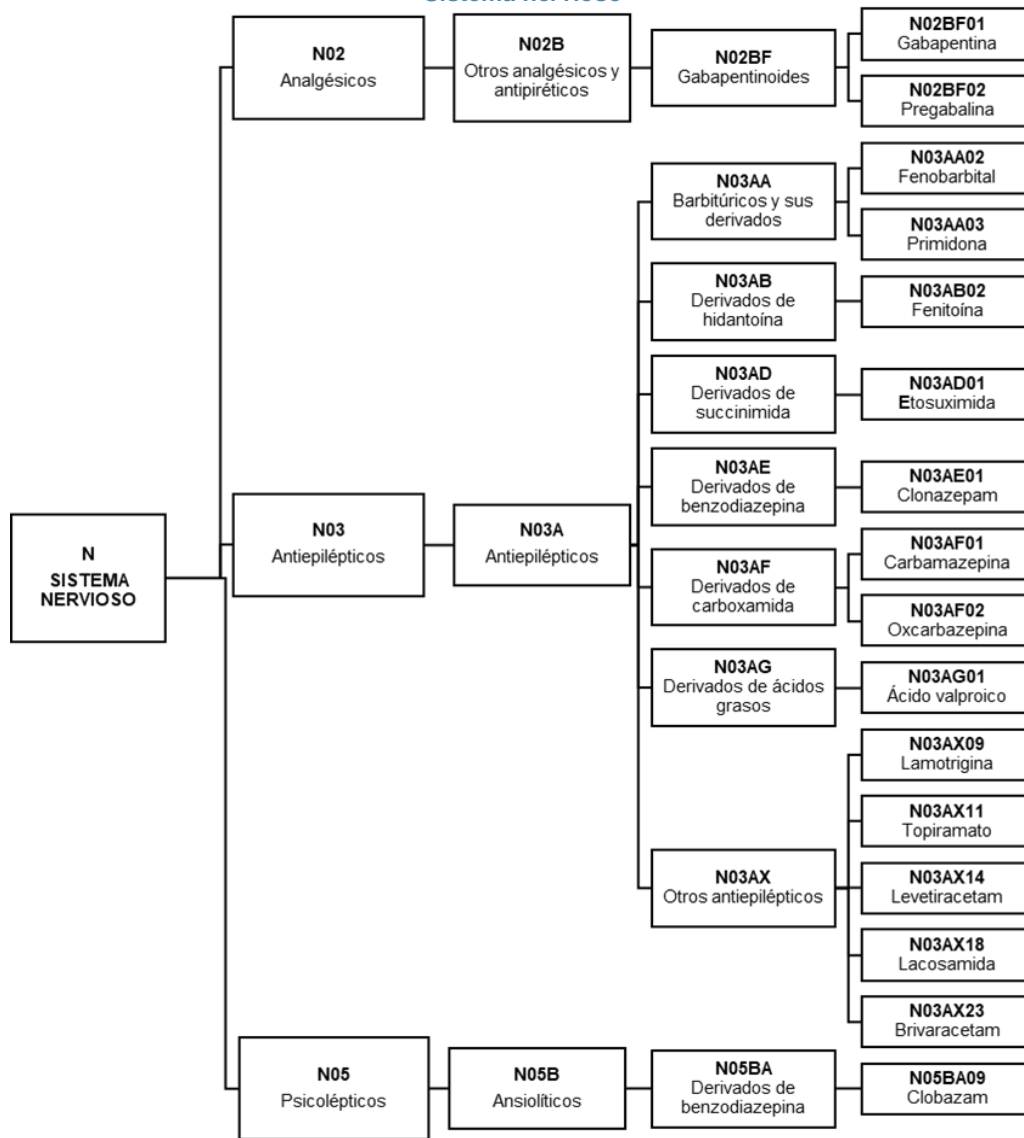 Sistema nervioso
N02
Analgésicos
N02B
Otros analgésicos y
antipiréticos
N02BF
Gabapentinoides
N02BF01
Gabapentina
N02BF02
Pregabalina
N
SISTEMA
NERVIOSO
N03
Antiepilépticos
N03A
Antiepilépticos
N03AA
Barbitúricos y sus
derivados
N03AA02
Fenobarbital
N03AA03
Primidona
N03AB
Derivados de
hidantoína
N03AB02
Fenitoína
N03AD
Derivados de
succinimida
N03AD01
Etosuximida
N03AE
Derivados de
benzodiazepina
N03AE01
Clonazepam
N03AF
Derivados de
carboxamida
N03AF01
Carbamazepina
N03AF02
Oxcarbazepina
N03AG
Derivados de ácidos
grasos
N03AG01
Ácido valproico
N03AX
Otros antiepilépticos
N03AX09
Lamotrigina
N03AX11
Topiramato
N03AX14
Levetiracetam
N03AX18
Lacosamida
N03AX23
Brivaracetam
N05
Psicolépticos
N05B
Ansiolíticos
N05BA
Derivados de
benzodiazepina
N05BA09
Clobazam